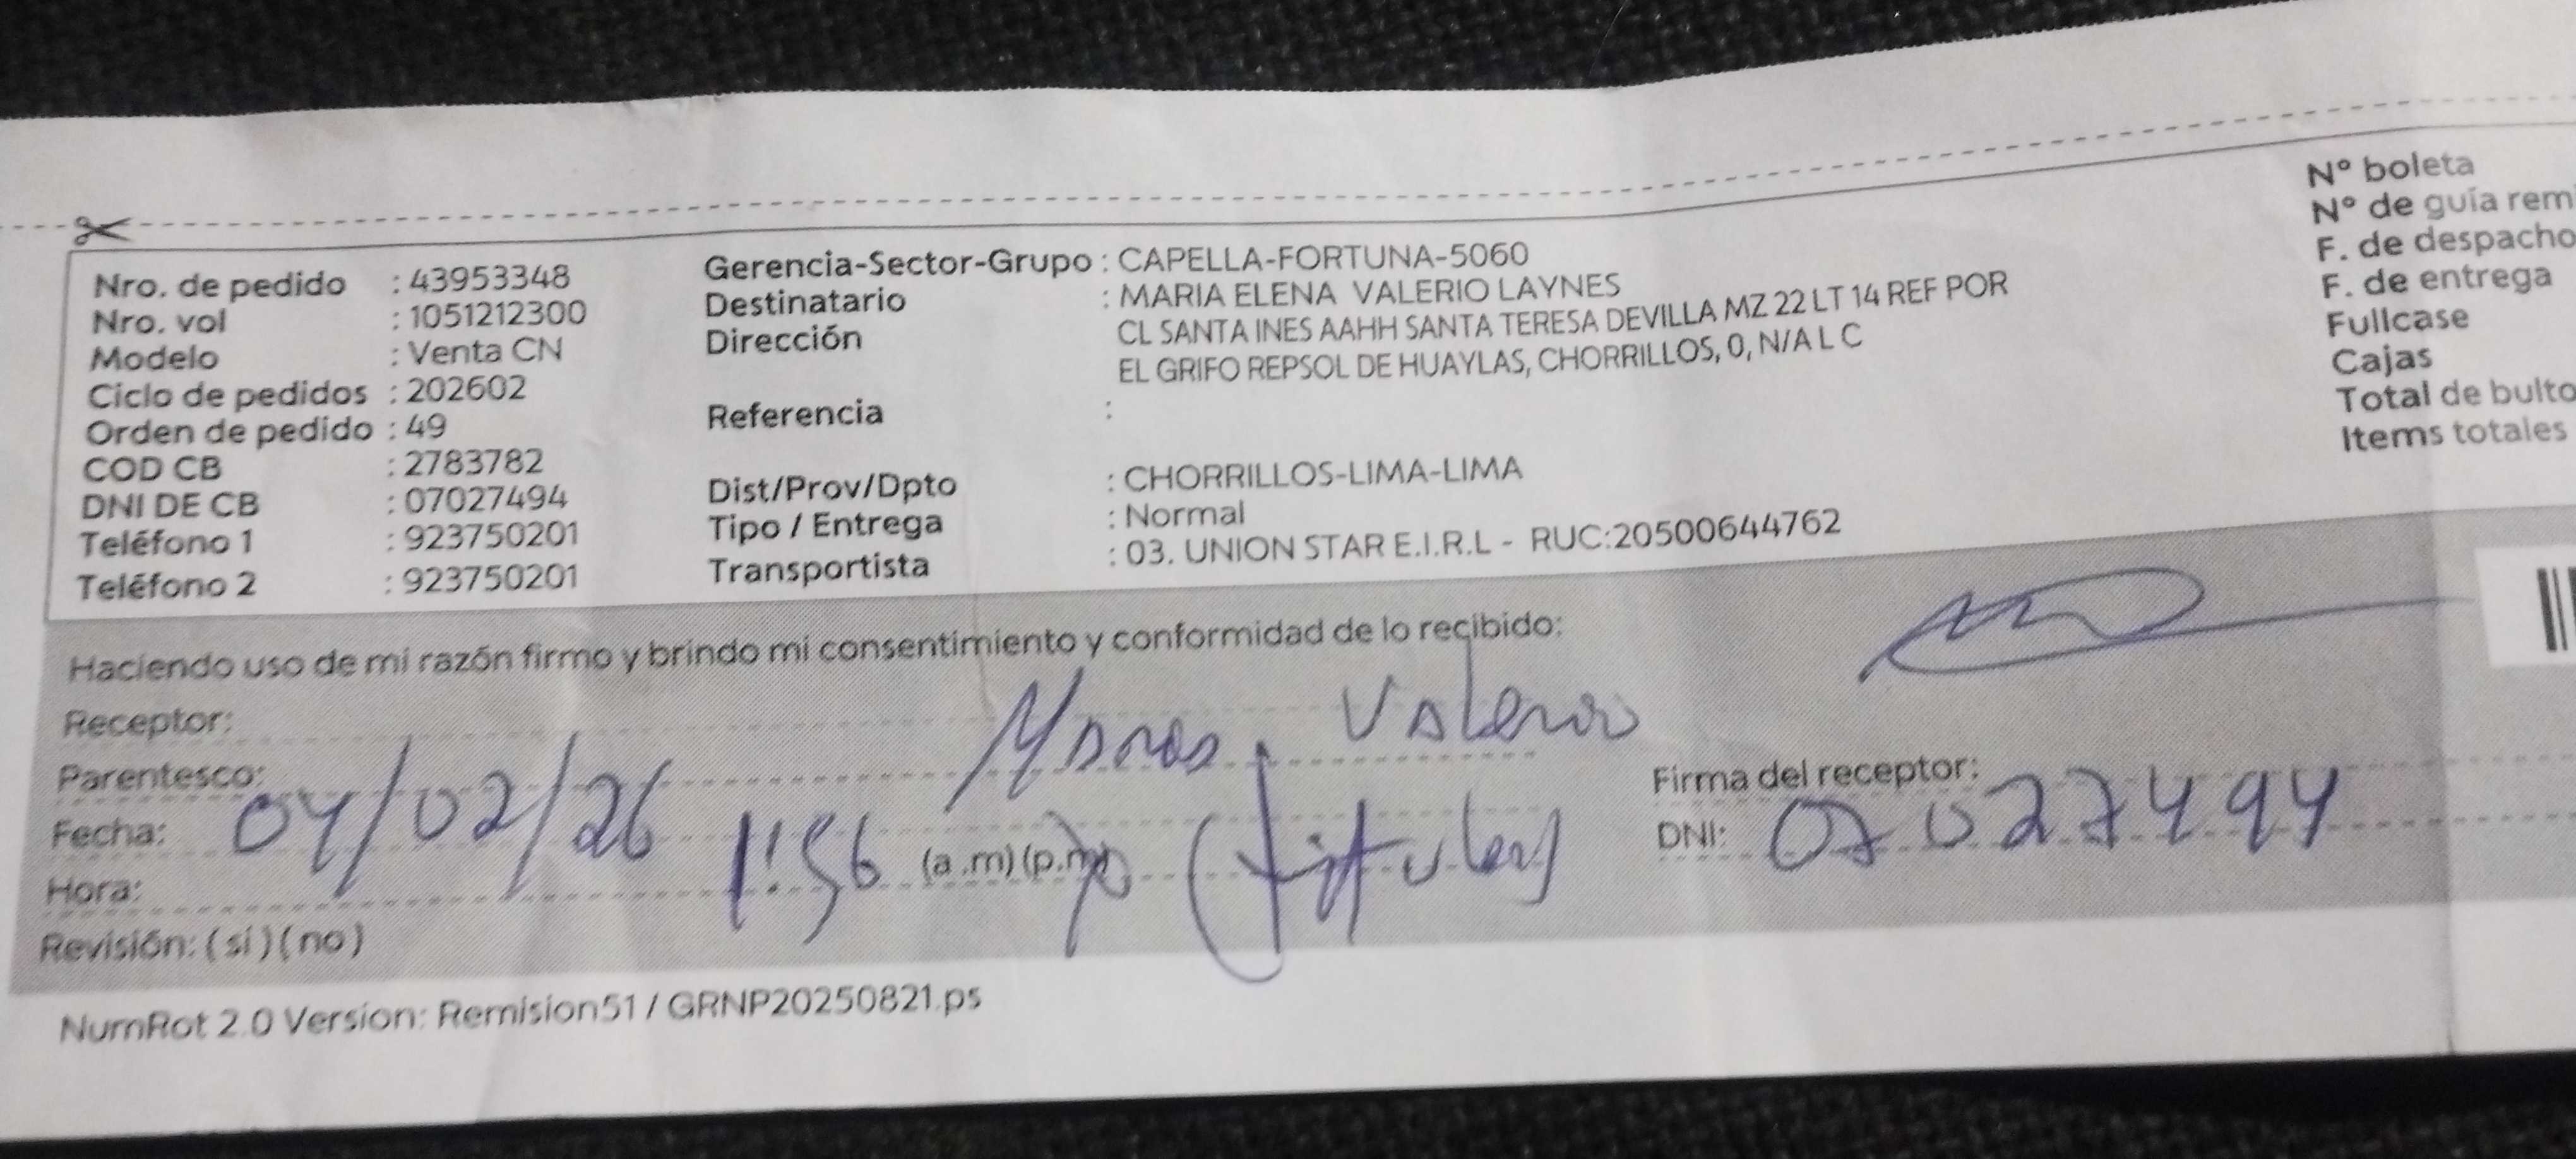 Nro. de pedido : 43953348
Nro. vol : 1051212300
Modelo : Venta CN
Ciclo de pedidos : 202602
Orden de pedido : 49
COD CB : 2783782
DNI DE CB : 07027494
Teléfono 1 : 923750201
Teléfono 2 : 923750201
Gerencia-Sector-Grupo : CAPELLA-FORTUNA-5060
Destinatario : MARIA ELENA VALERIO LAYNES
Dirección CL SANTA INES AAHH SANTA TERESA DEVILLA MZ 22 LT 14 REF POR
EL GRIFO REPSOL DE HUAYLAS, CHORRILLOS, 0, N/A L C
Referencia :
Dist/Prov/Dpto : CHORRILLOS-LIMA-LIMA
Tipo / Entrega : Normal
Transportista : 03. UNION STAR E.I.R.L - RUC:20500644762
Nº boleta
Nº de guía remi
F. de despacho
F. de entrega
Fullcase
Cajas
Total de bulto
Items totales
Haciendo uso de mi razón firmo y brindo mi consentimiento y conformidad de lo recibido:
Receptor: Valerio
Parentesco:
Firma del receptor:
Fecha: 04/02/26
DNI: 07027494
Hora: 1:56 (a.m) (p.m) (titular)
Revisión: (si) (no)
NumRot 2.0 Version: Remision51 / GRNP20250821.ps